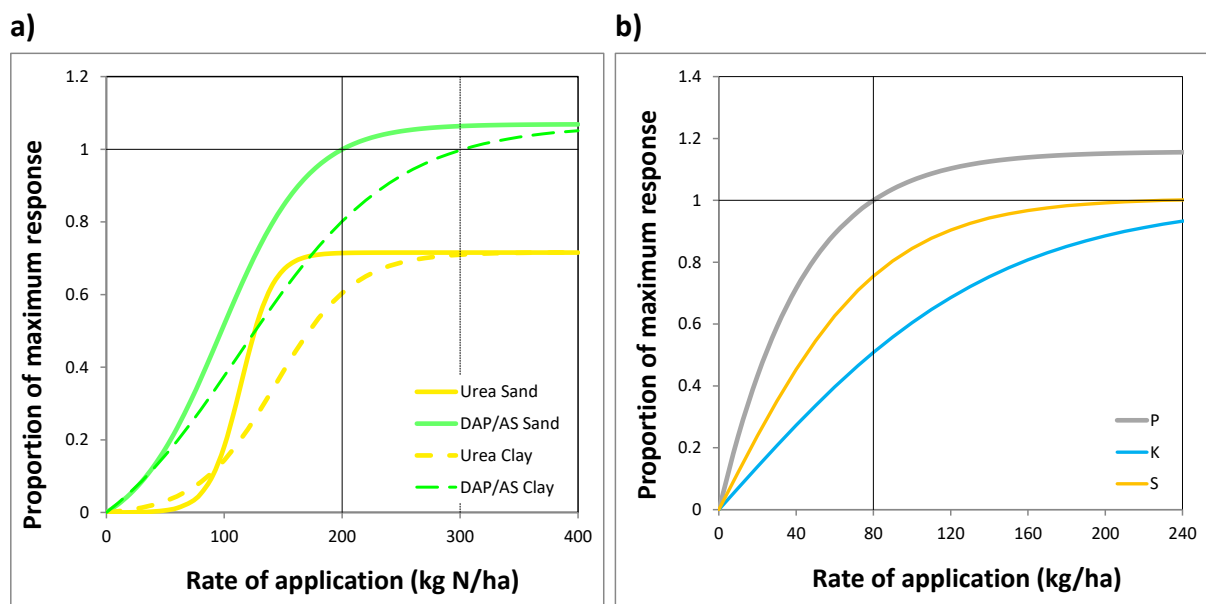 a)
Proportion of maximum response
1.2
1
0.8
0.6
0.4
0.2
0
Urea Sand
DAP/AS Sand
Urea Clay
DAP/AS Clay
0 100 200 300 400
Rate of application (kg N/ha)
b)
Proportion of maximum response
1.4
1.2
1
0.8
0.6
0.4
0.2
0
P
K
S
0 40 80 120 160 200 240
Rate of application (kg/ha)